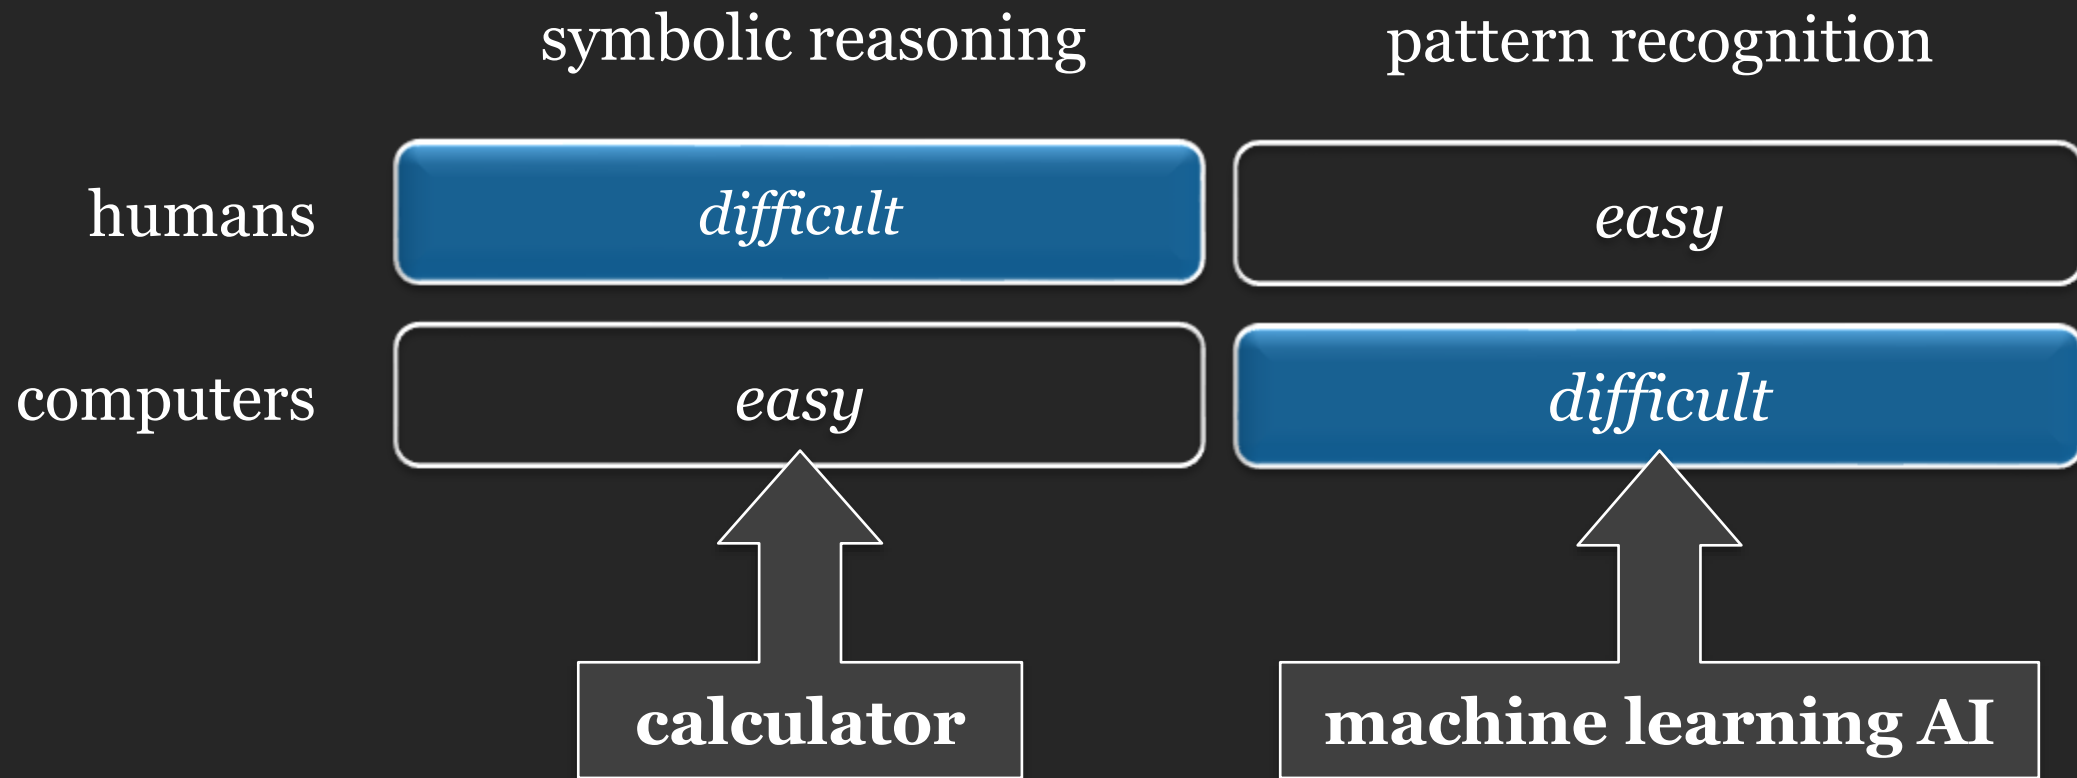 symbolic reasoning pattern recognition
humans difficult easy
computers easy difficult
calculator machine learning AI